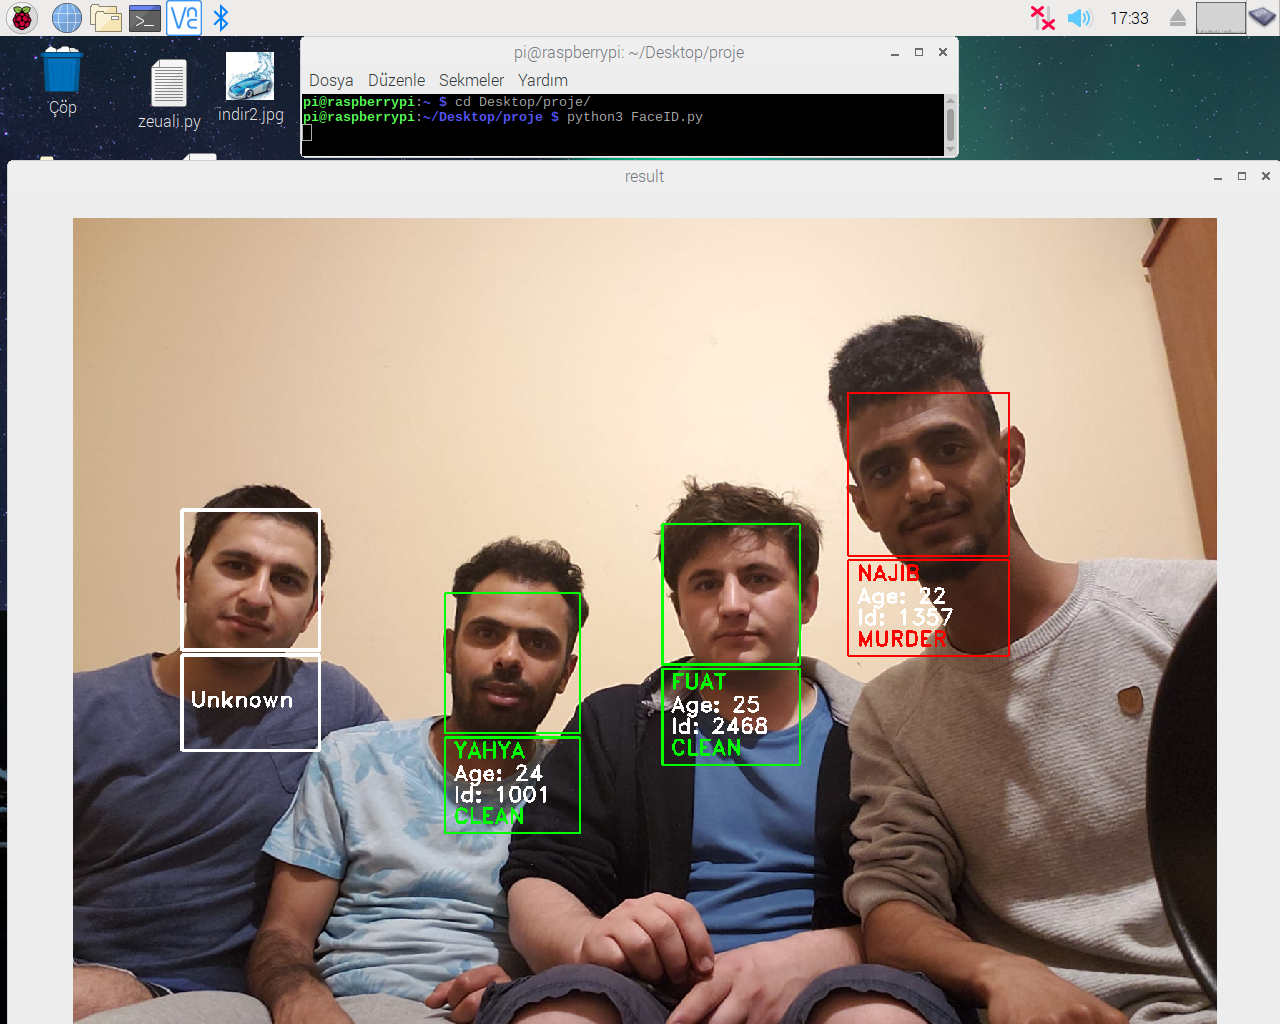 17:33
pi@raspberrypi: ~/Desktop/proje
Dosya Düzenle Sekmeler Yardım
pi@raspberrypi:~ $ cd Desktop/proje/
pi@raspberrypi:~/Desktop/proje $ python3 FaceID.py
Çöp
zeuali.py
indir2.jpg
result
NAJIB
Age: 22
Id: 1357
MURDER
Unknown
FUAT
Age: 25
Id: 2468
CLEAN
YAHYA
Age: 24
Id: 1001
CLEAN